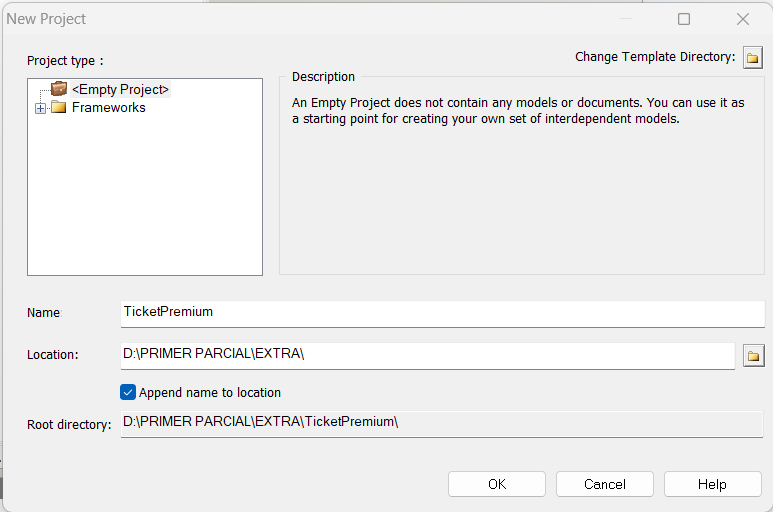 New Project
Project type :
Change Template Directory:
<Empty Project>
Frameworks
Description
An Empty Project does not contain any models or documents. You can use it as
a starting point for creating your own set of interdependent models.
Name
TicketPremium
Location:
D:\PRIMER PARCIAL\EXTRA\
Append name to location
Root directory:
D:\PRIMER PARCIAL\EXTRA\TicketPremium\
OK
Cancel
Help